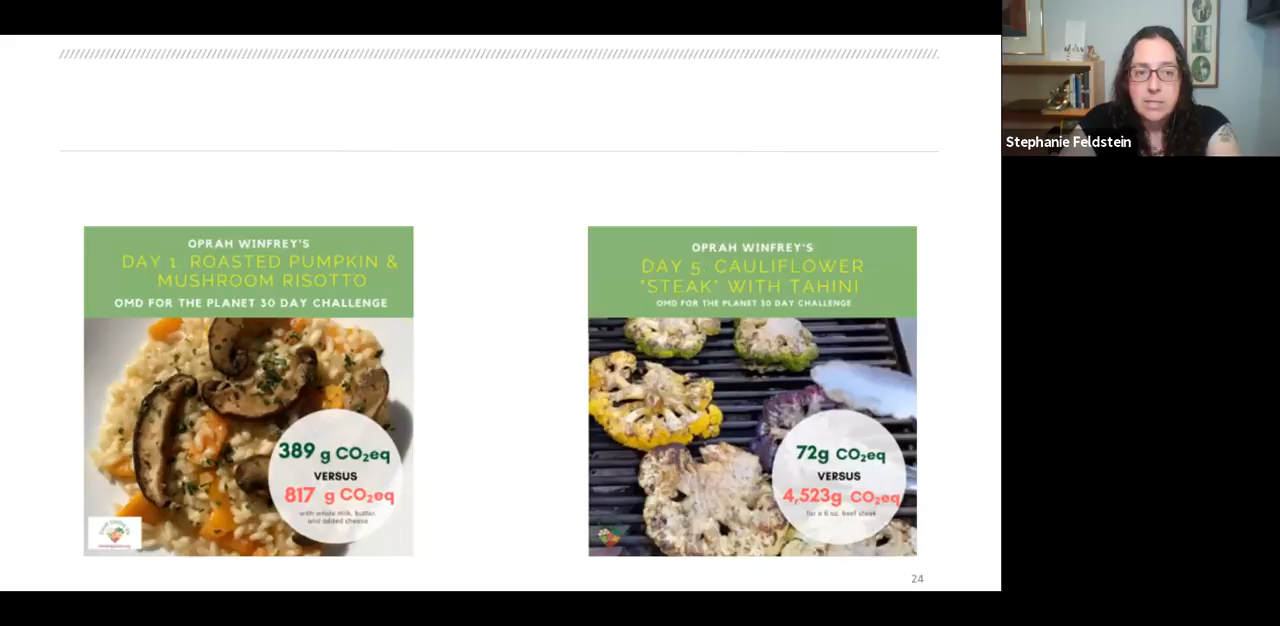 Stephanie Feldstein
OPRAH WINFREY'S
DAY 1: ROASTED PUMPKIN &
MUSHROOM RISOTTO
OMD FOR THE PLANET 30 DAY CHALLENGE
389 g CO₂eq
VERSUS
817 g CO₂eq
with whole milk, butter,
and added cheese
OPRAH WINFREY'S
DAY 5: CAULIFLOWER
"STEAK" WITH TAHINI
OMD FOR THE PLANET 30 DAY CHALLENGE
72g CO₂eq
VERSUS
4,523g CO₂eq
for a 6 oz. beef steak
24